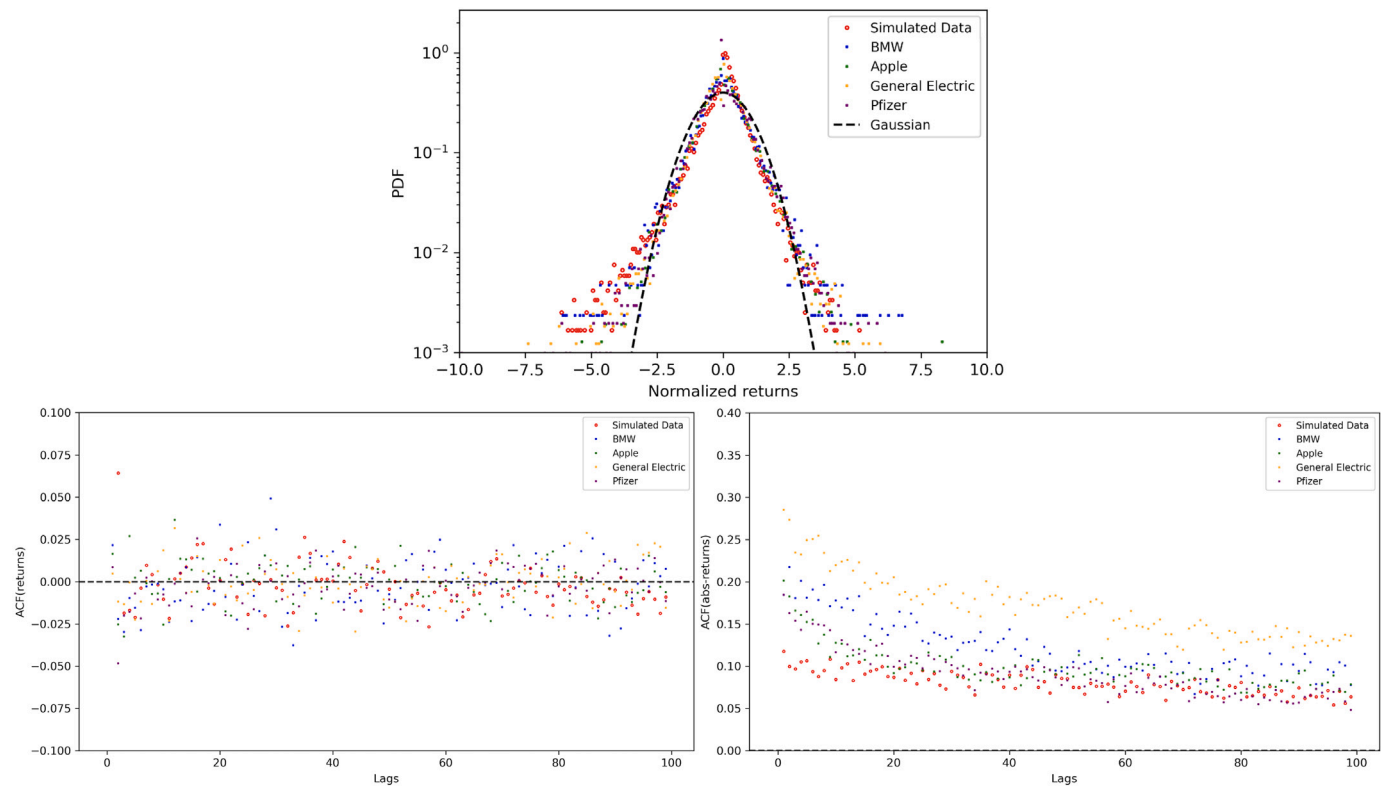 Simulated Data
BMW
Apple
General Electric
Pfizer
Gaussian
10⁰
10⁻¹
10⁻²
10⁻³
PDF
−10.0 −7.5 −5.0 −2.5 0.0 2.5 5.0 7.5 10.0
Normalized returns
0.100
0.075
0.050
0.025
0.000
−0.025
−0.050
−0.075
−0.100
ACF(returns)
Simulated Data
BMW
Apple
General Electric
Pfizer
0 20 40 60 80 100
Lags
0.40
0.35
0.30
0.25
0.20
0.15
0.10
0.05
0.00
ACF(abs-returns)
Simulated Data
BMW
Apple
General Electric
Pfizer
0 20 40 60 80 100
Lags